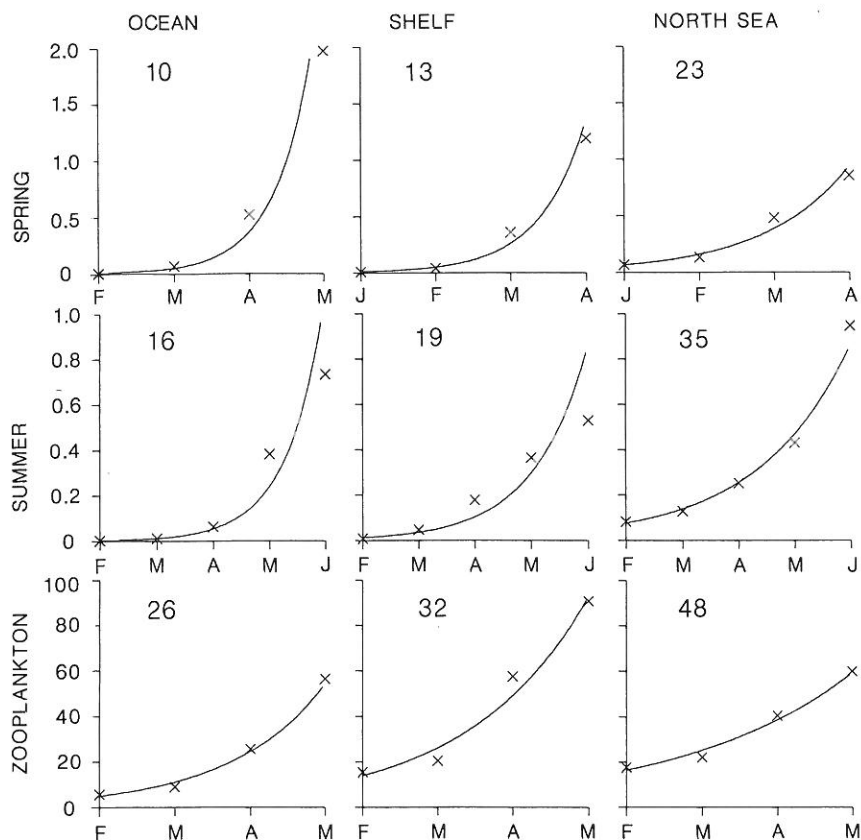 OCEAN SHELF NORTH SEA
SPRING
2.0 10 13 23
1.5
1.0
0.5
0
F M A M J F M A J F M A
SUMMER
1.0 16 19 35
0.8
0.6
0.4
0.2
0
F M A M J F M A M J F M A M J
ZOOPLANKTON
100 26 32 48
80
60
40
20
0
F M A M F M A M F M A M